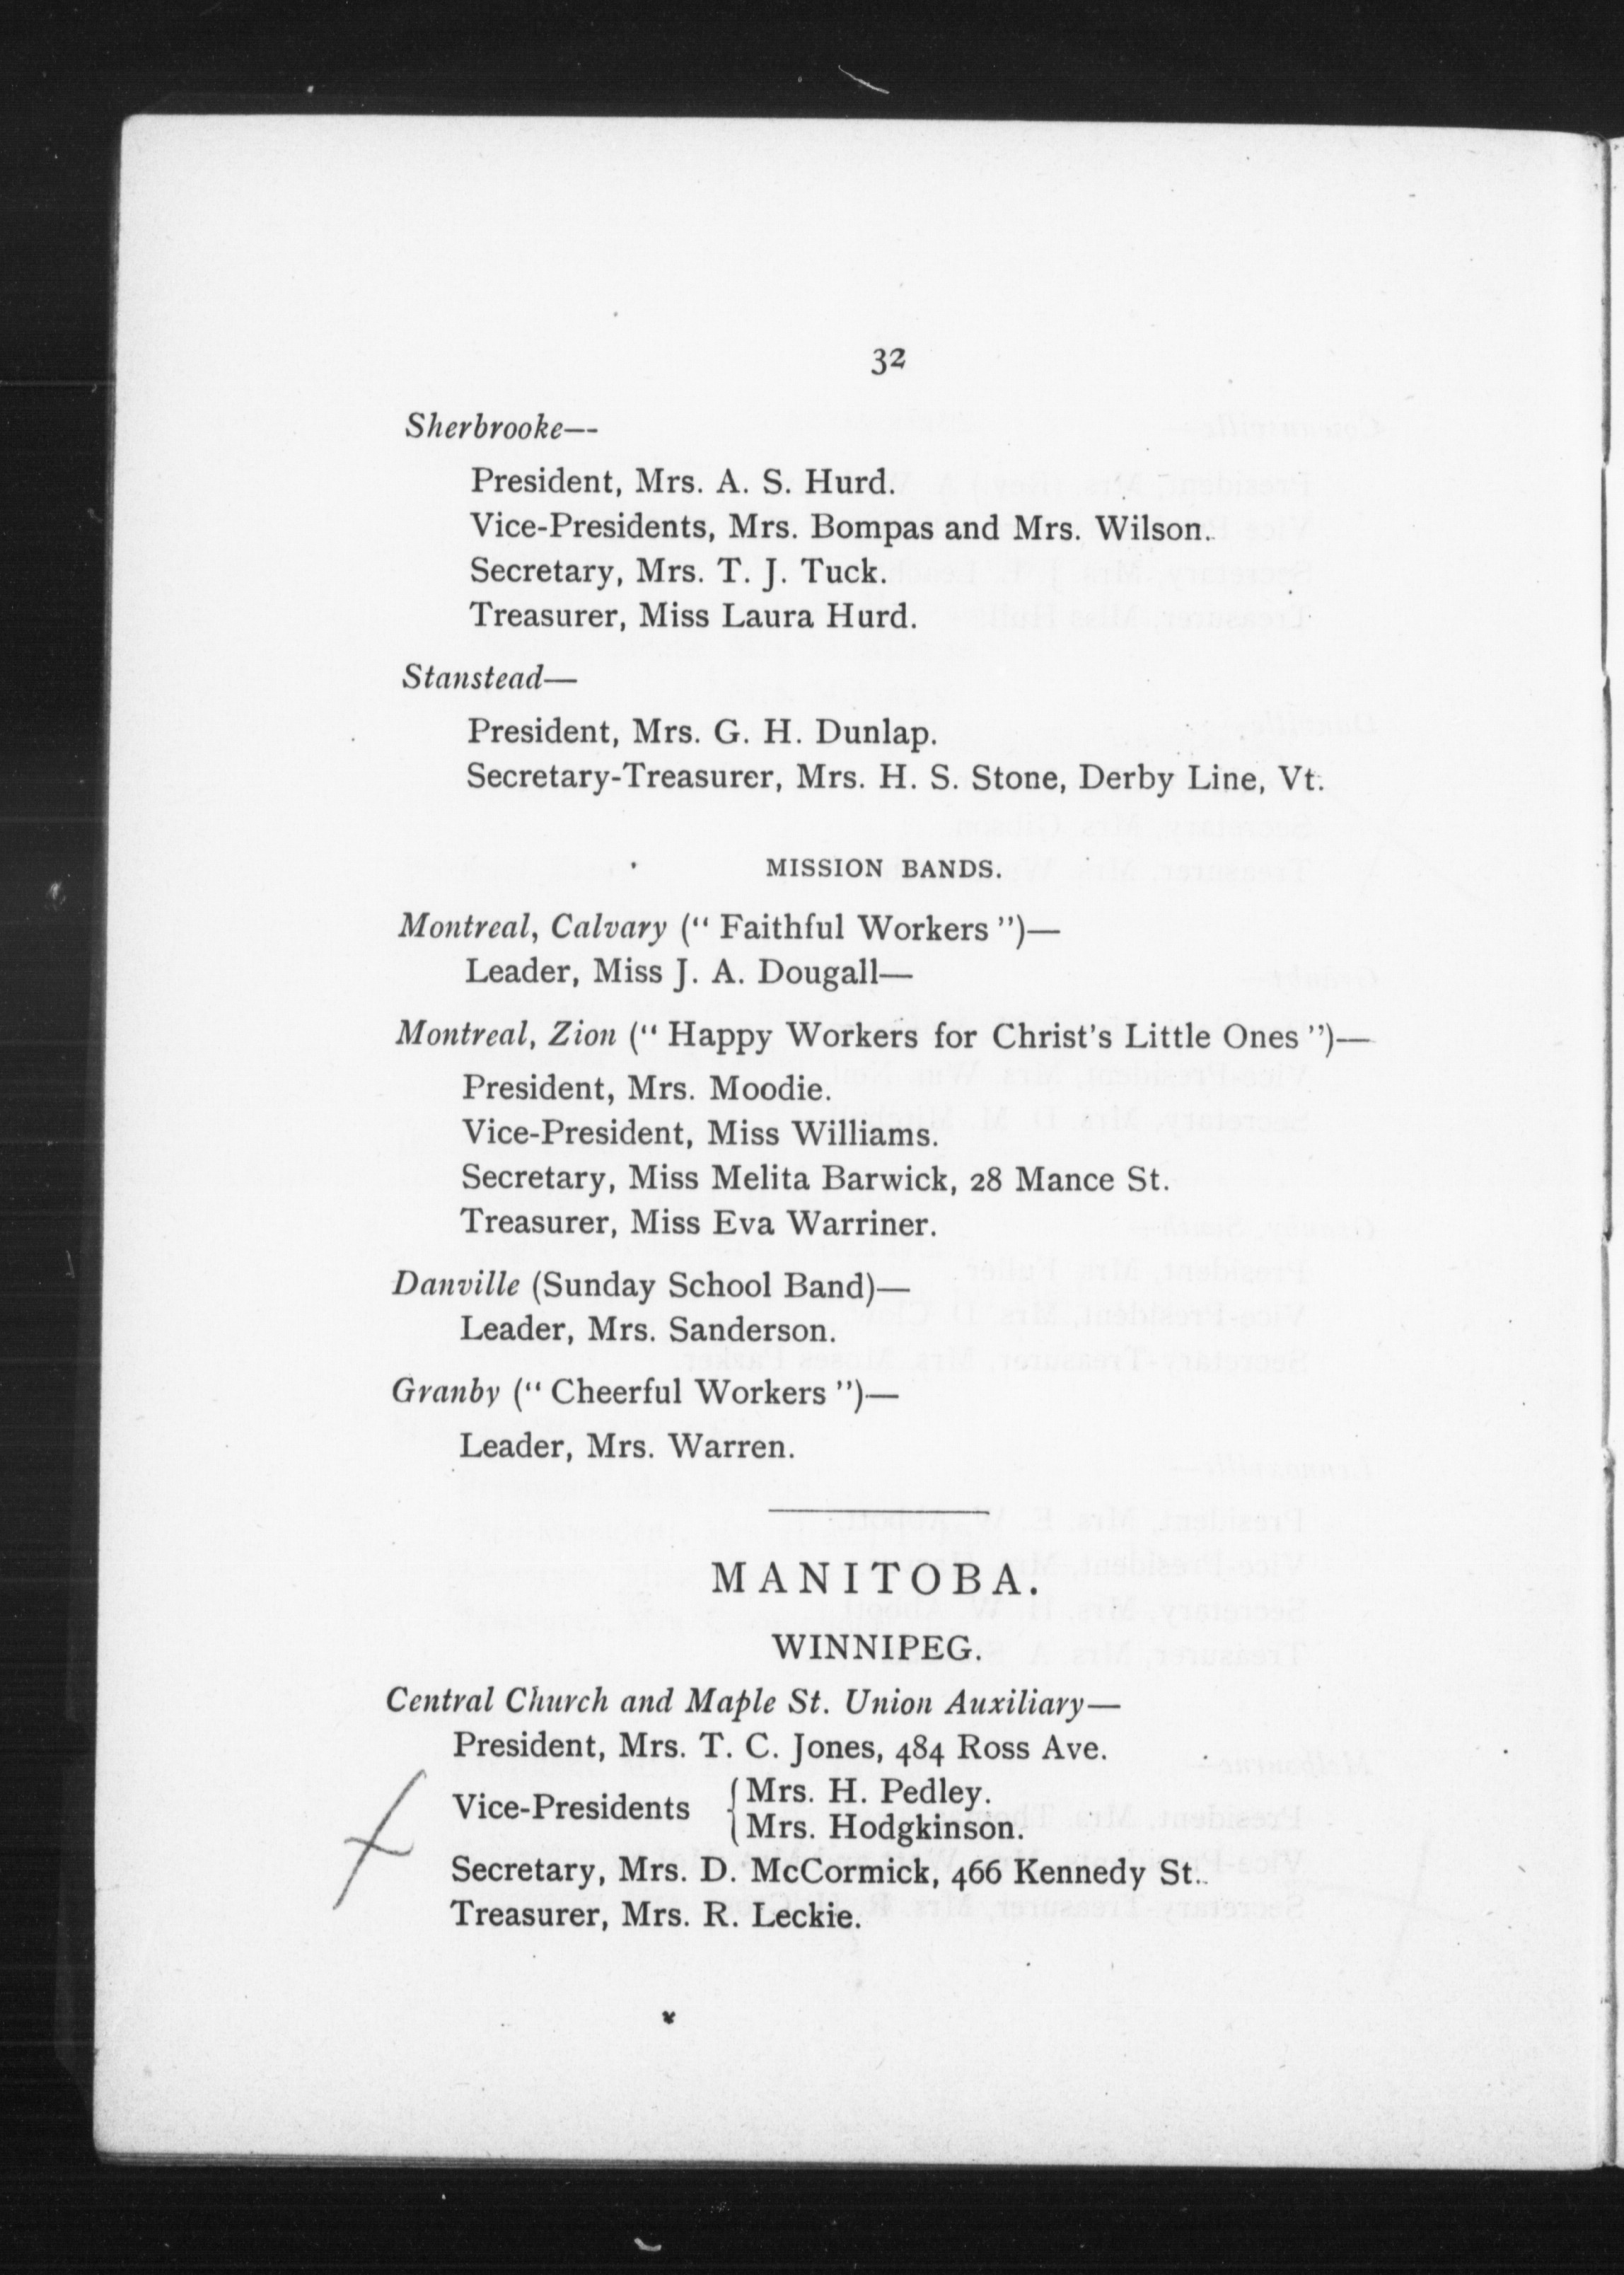 32
Sherbrooke—
President, Mrs. A. S. Hurd.
Vice-Presidents, Mrs. Bompas and Mrs. Wilson.
Secretary, Mrs. T. J. Tuck.
Treasurer, Miss Laura Hurd.
Stanstead—
President, Mrs. G. H. Dunlap.
Secretary-Treasurer, Mrs. H. S. Stone, Derby Line, Vt.
MISSION BANDS.
Montreal, Calvary (“ Faithful Workers ”)—
Leader, Miss J. A. Dougall—
Montreal, Zion (“ Happy Workers for Christ's Little Ones ”)—
President, Mrs. Moodie.
Vice-President, Miss Williams.
Secretary, Miss Melita Barwick, 28 Mance St.
Treasurer, Miss Eva Warriner.
Danville (Sunday School Band)—
Leader, Mrs. Sanderson.
Granby (“ Cheerful Workers ”)—
Leader, Mrs. Warren.
MANITOBA.
WINNIPEG.
Central Church and Maple St. Union Auxiliary—
President, Mrs. T. C. Jones, 484 Ross Ave.
Vice-Presidents { Mrs. H. Pedley.
Mrs. Hodgkinson.
Secretary, Mrs. D. McCormick, 466 Kennedy St.
Treasurer, Mrs. R. Leckie.